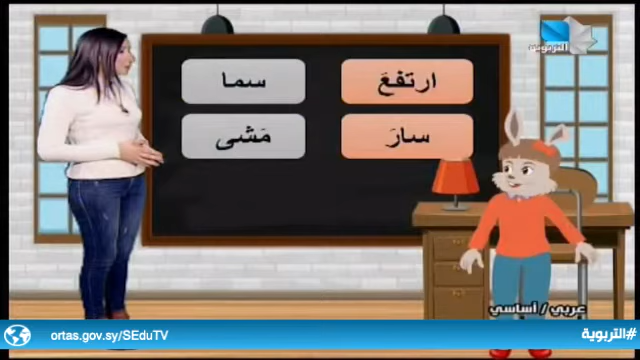 التربوية
ارتفعَ سما
سارَ مَشى
عربي / أساسي
#التربوية
ortas.gov.sy/SEduTV